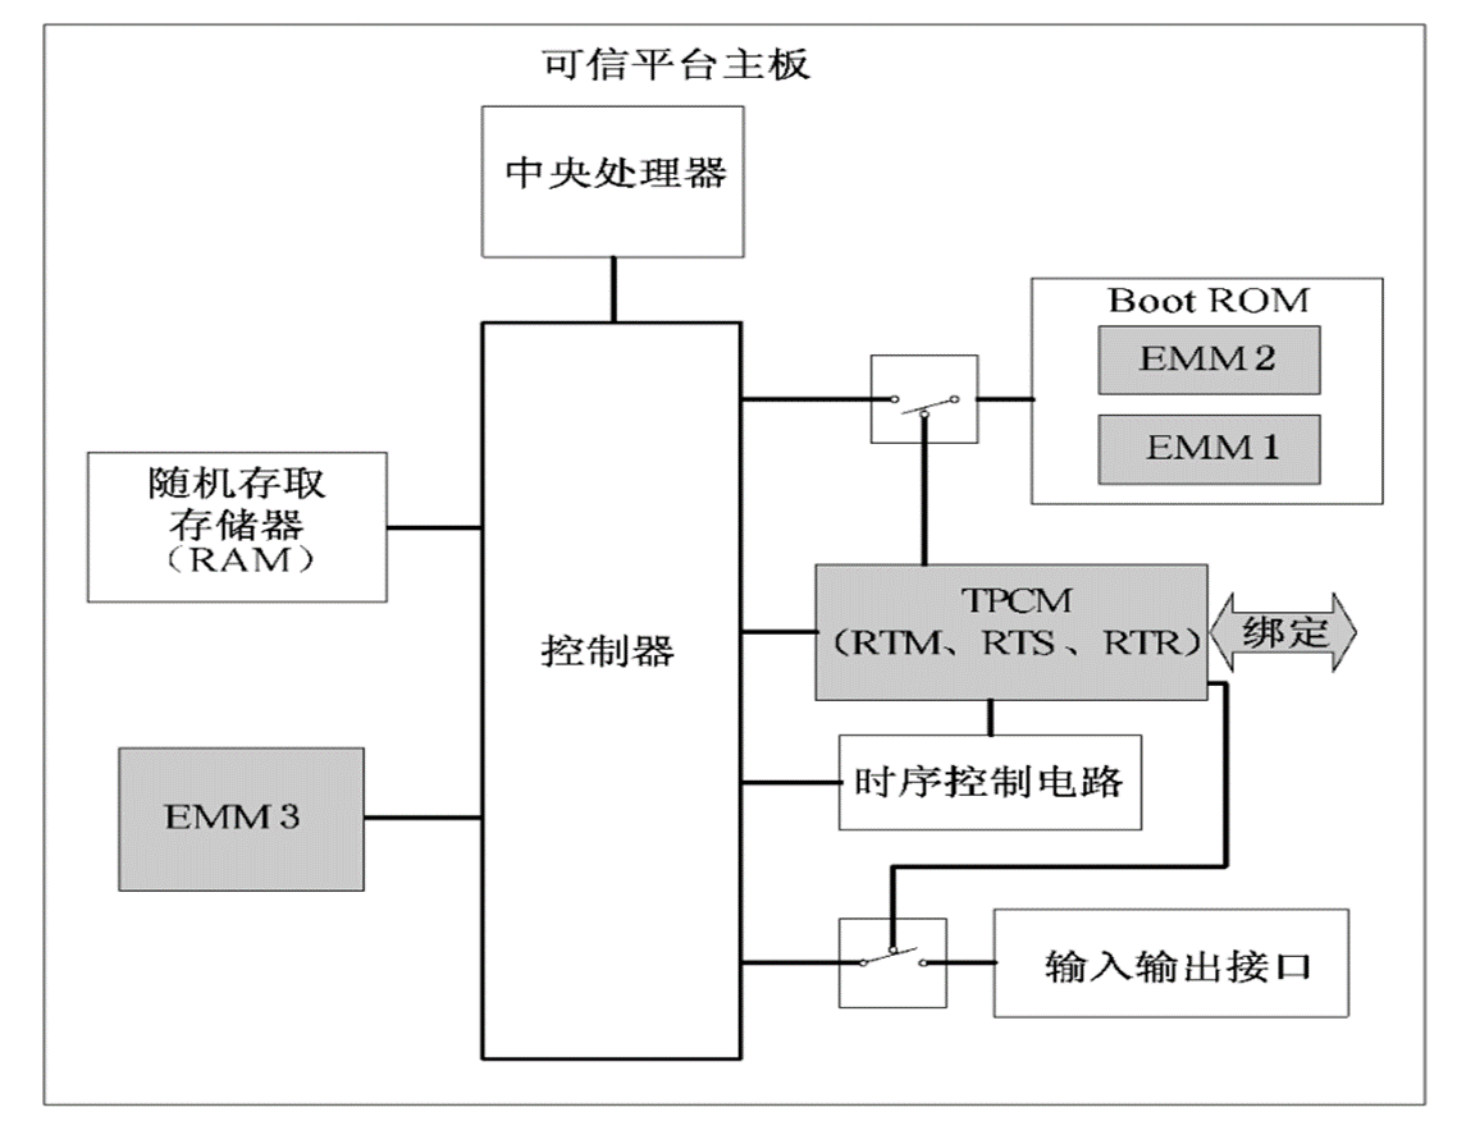 可信平台主板
中央处理器
Boot ROM
EMM 2
EMM 1
随机存取
存储器
（RAM）
控制器
TPCM
（RTM、RTS、RTR）
绑定
时序控制电路
EMM 3
输入输出接口